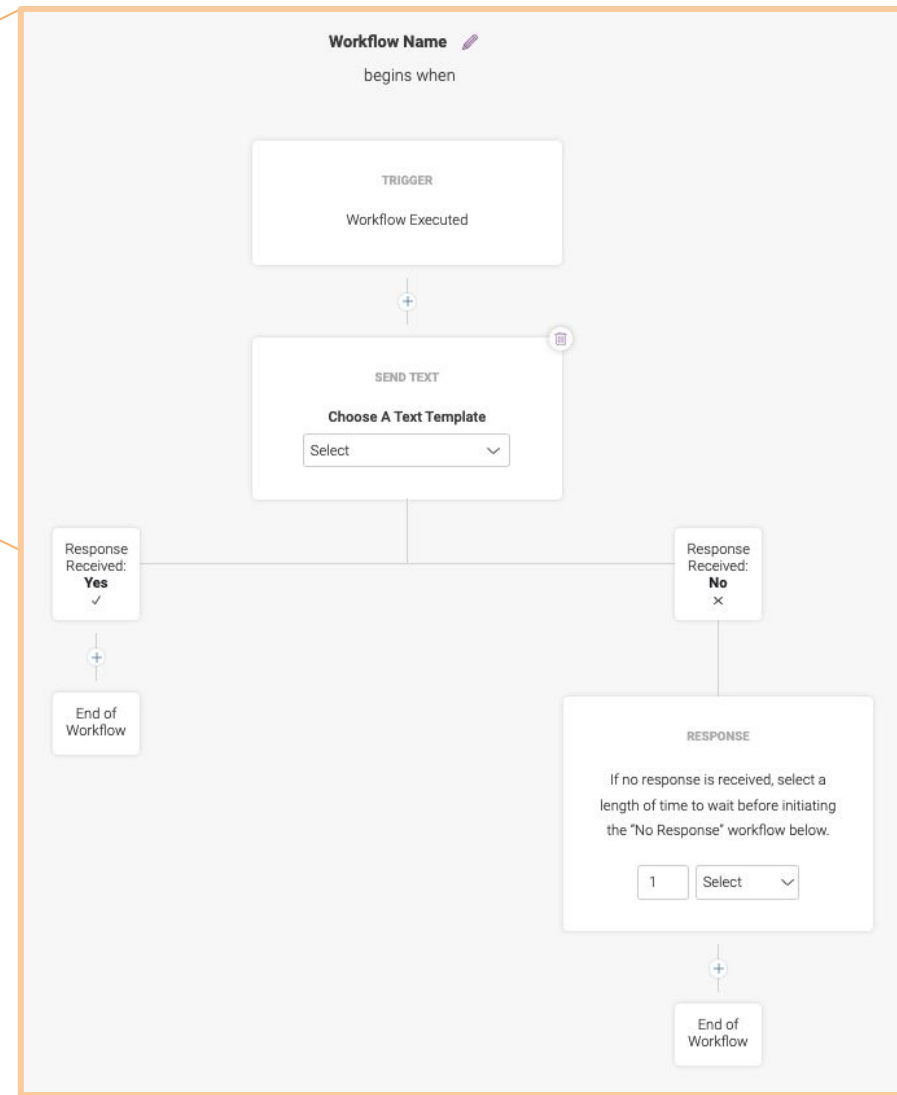 Workflow Name
begins when
TRIGGER
Workflow Executed
SEND TEXT
Choose A Text Template
Select
Response
Received:
Yes
End of
Workflow
Response
Received:
No
RESPONSE
If no response is received, select a
length of time to wait before initiating
the “No Response” workflow below.
1 Select
End of
Workflow